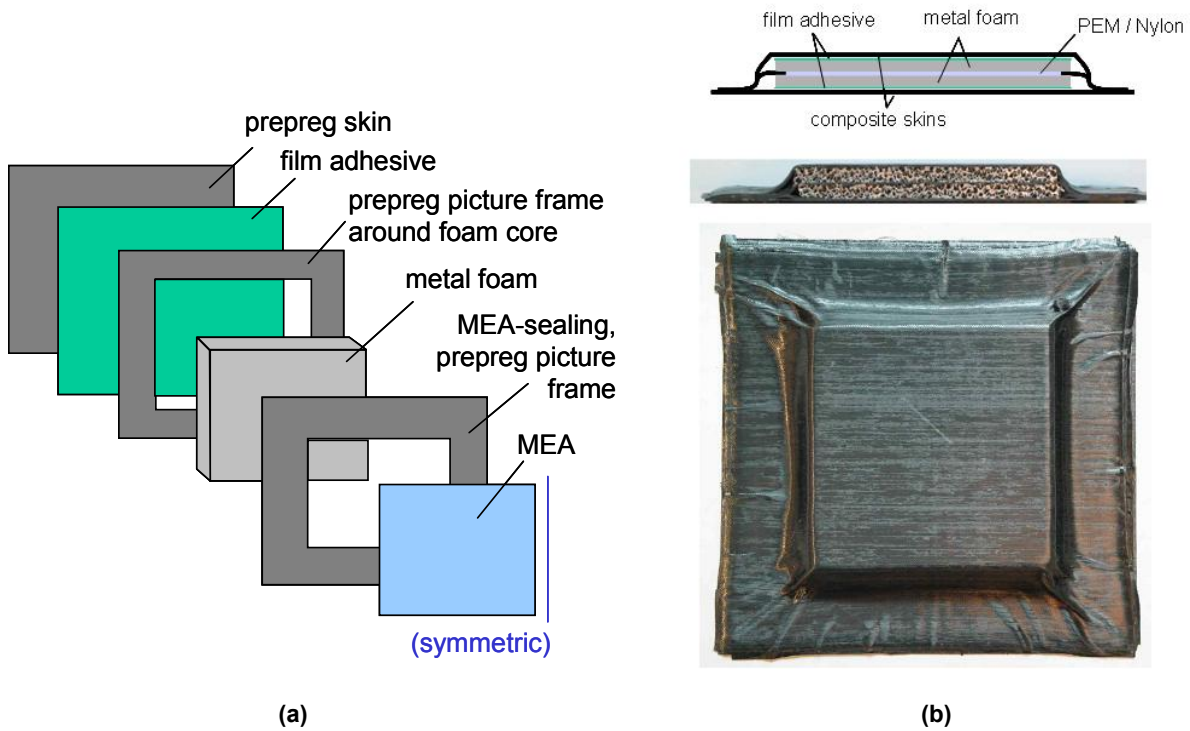 prepreg skin
film adhesive
prepreg picture frame
around foam core
metal foam
MEA-sealing,
prepreg picture
frame
MEA
(symmetric)
(a)
film adhesive
metal foam
PEM / Nylon
composite skins
(b)